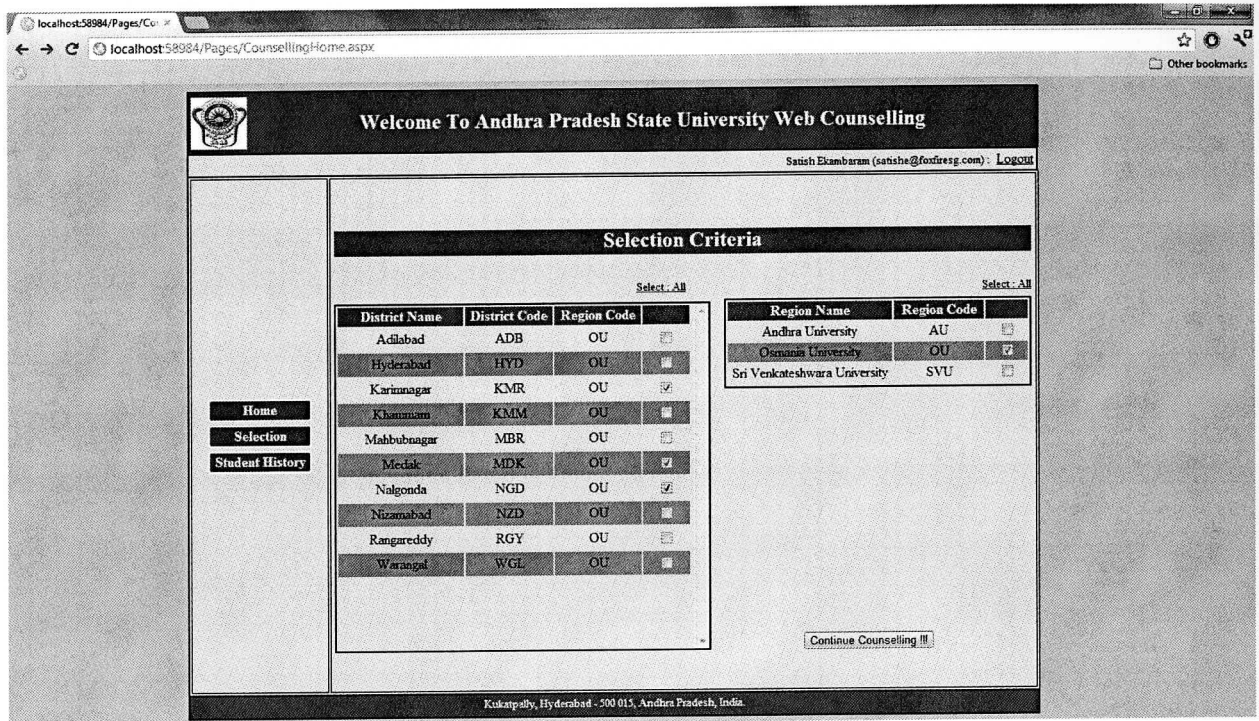 localhost:58984/Pages/Cou
localhost:58984/Pages/CounsellingHome.aspx
Other bookmarks
Welcome To Andhra Pradesh State University Web Counselling
Satish Ekambaram (satishe@foxfiresg.com) : Logout
Selection Criteria
Home
Selection
Student History
Select : All
District Name District Code Region Code
Adilabad ADB OU
Hyderabad HYD OU
Karimnagar KMR OU
Khammam KMM OU
Mahbubnagar MBR OU
Medak MDK OU
Nalgonda NGD OU
Nizamabad NZD OU
Rangareddy RGY OU
Warangal WGL OU
Select : All
Region Name Region Code
Andhra University AU
Osmania University OU
Sri Venkateshwara University SVU
Continue Counselling !!!
Kukatpally, Hyderabad - 500 015, Andhra Pradesh, India.